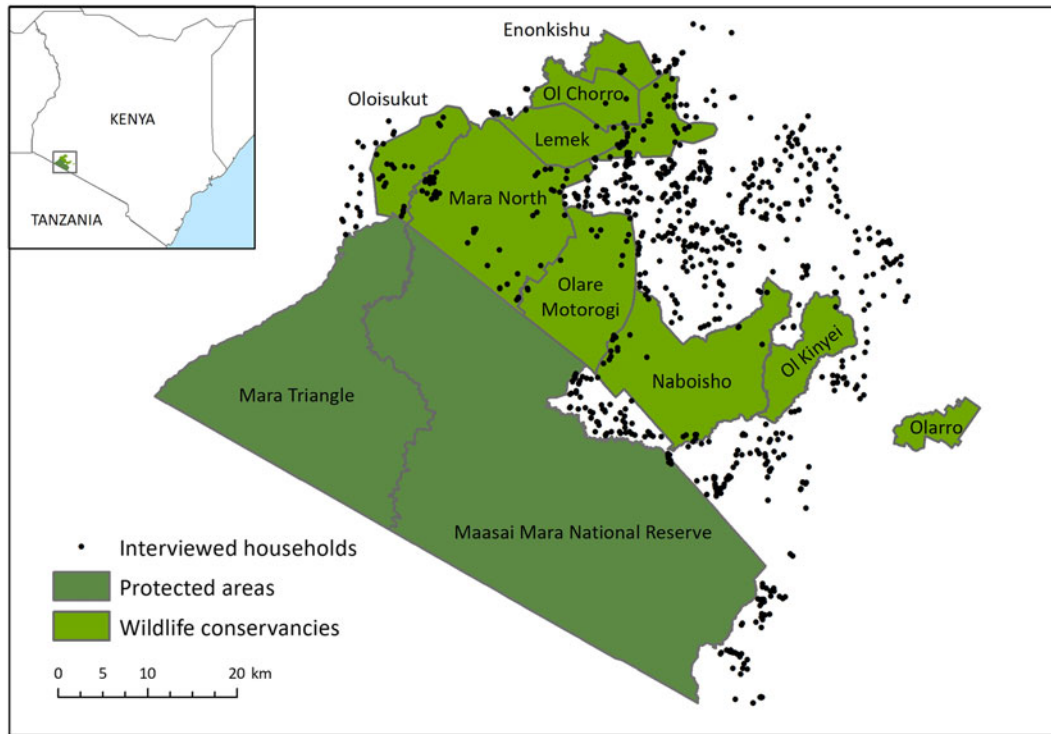 KENYA
TANZANIA
Enonkishu
Ol Chorro
Oloisukut
Lemek
Mara North
Olare
Motorogi
Ol Kinyei
Naboisho
Mara Triangle
Olarro
Maasai Mara National Reserve
Interviewed households
Protected areas
Wildlife conservancies
0 5 10 20 km